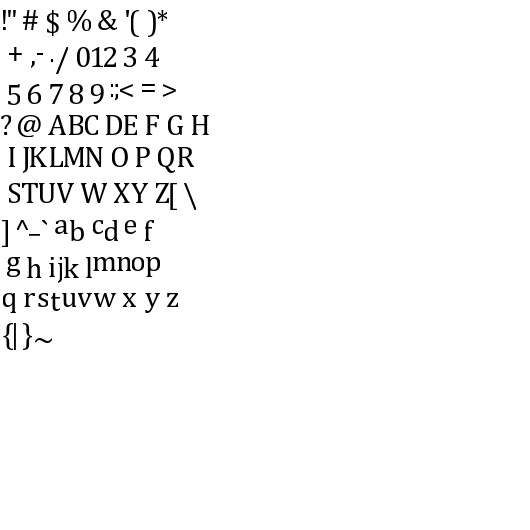 !" # $ % & '( )*
+ ,- ./ 012 3 4
5 6 7 8 9 :;< = >
? @ ABC DE F G H
I JKLMN O P QR
STUV W XY Z[ \
] ^_` ab cd e f
g h ijk lmnop
q rstuvw x y z
{| }~